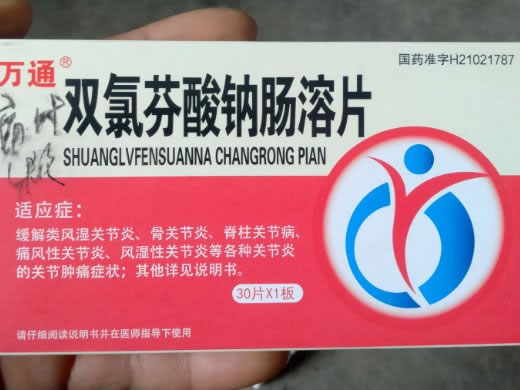 万通®
国药准字H21021787
双氯芬酸钠肠溶片
SHUANGLVFENSUANNA CHANGRONG PIAN
适应症：
缓解类风湿关节炎、骨关节炎、脊柱关节病、
痛风性关节炎、风湿性关节炎等各种关节炎
的关节肿痛症状；其他详见说明书。
30片X1板
请仔细阅读说明书并在医师指导下使用